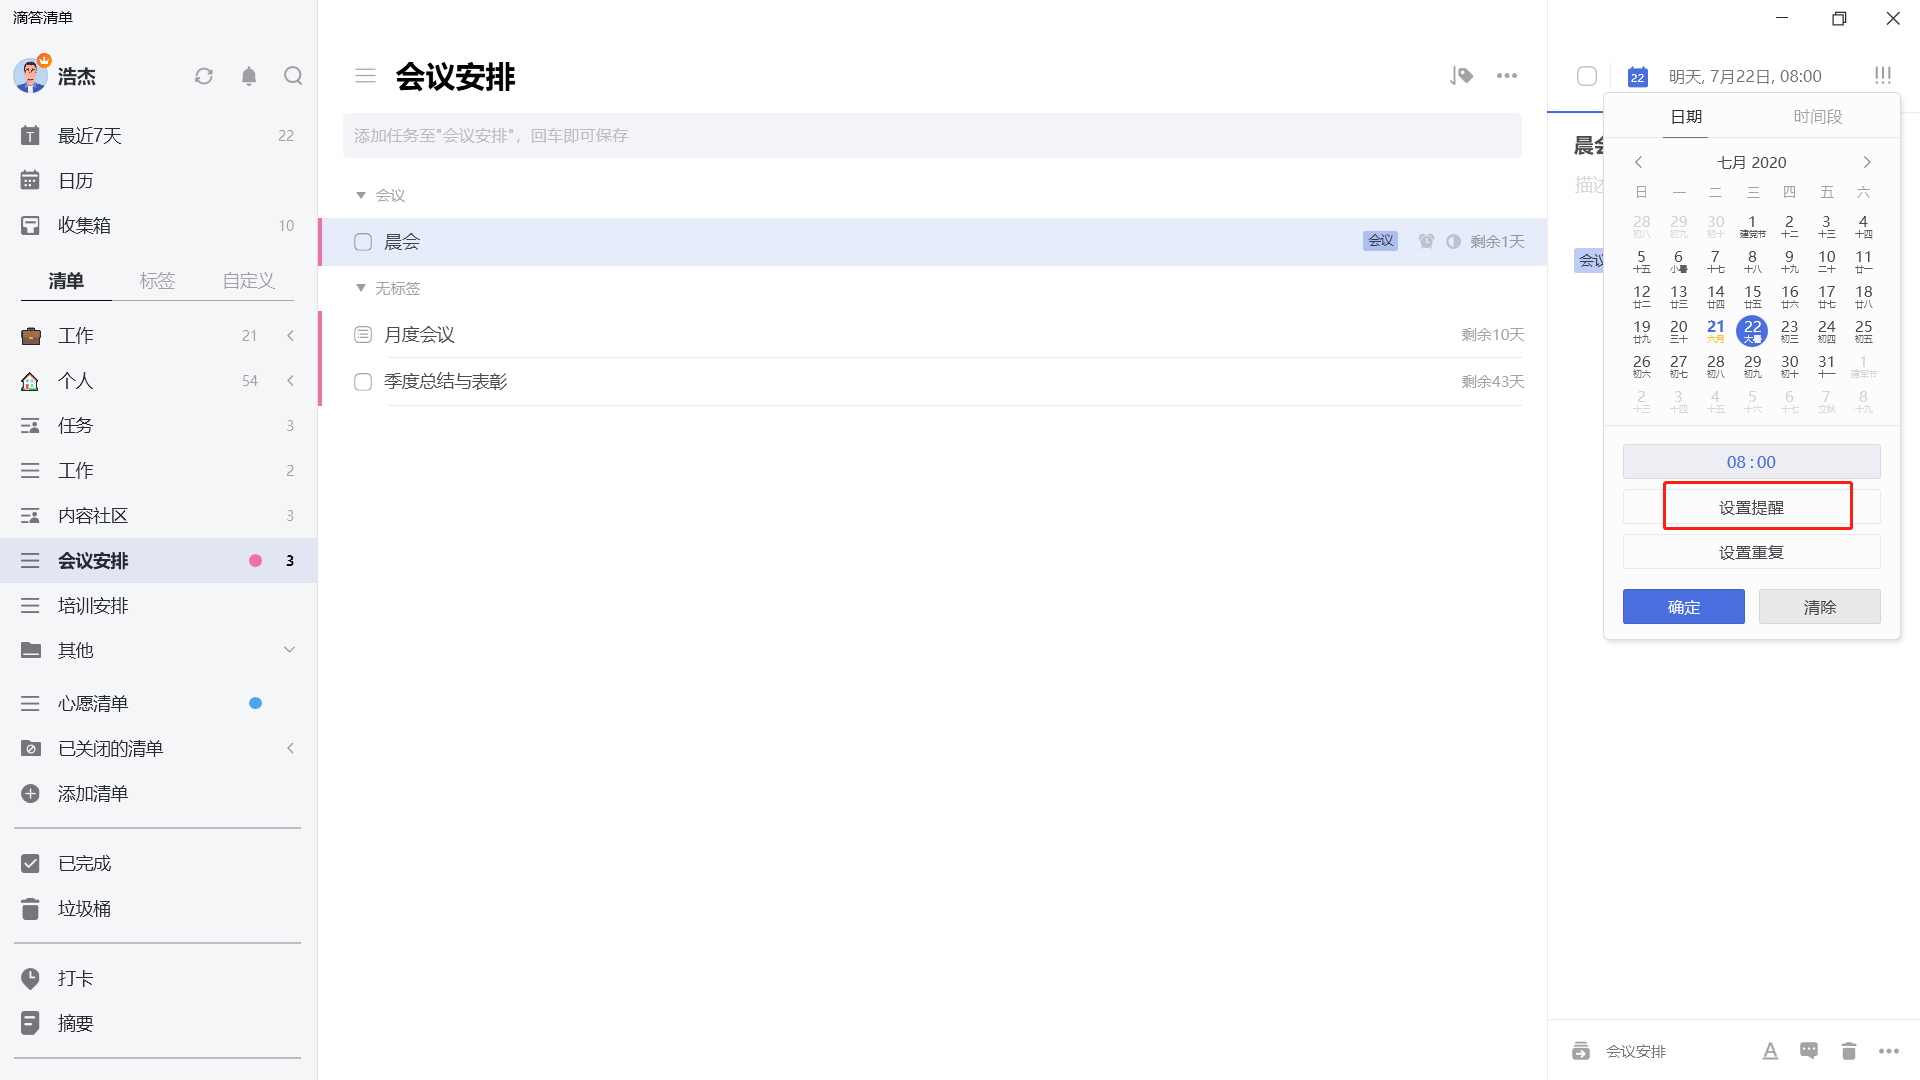 滴答清单
浩杰
最近7天 22
日历
收集箱 10
清单 标签 自定义
工作 21
个人 54
任务 3
工作 2
内容社区 3
会议安排 3
培训安排
其他
心愿清单
已关闭的清单
添加清单
已完成
垃圾桶
打卡
摘要
会议安排
添加任务至"会议安排"，回车即可保存
会议
晨会 会议 剩余1天
无标签
月度会议 剩余10天
季度总结与表彰 剩余43天
22 明天, 7月22日, 08:00
晨会
描述
会议
日期 时间段
七月 2020
日 一 二 三 四 五 六
28 29 30 1 2 3 4
初八 初九 初十 建党节 十二 十三 十四
5 6 7 8 9 10 11
十五 小暑 十七 十八 十九 二十 廿一
12 13 14 15 16 17 18
廿二 廿三 廿四 廿五 廿六 廿七 廿八
19 20 21 22 23 24 25
廿九 三十 六月 大暑 初三 初四 初五
26 27 28 29 30 31 1
初六 初七 初八 初九 初十 十一 建军节
2 3 4 5 6 7 8
十三 十四 十五 十六 十七 立秋 十九
08:00
设置提醒
设置重复
确定 清除
会议安排